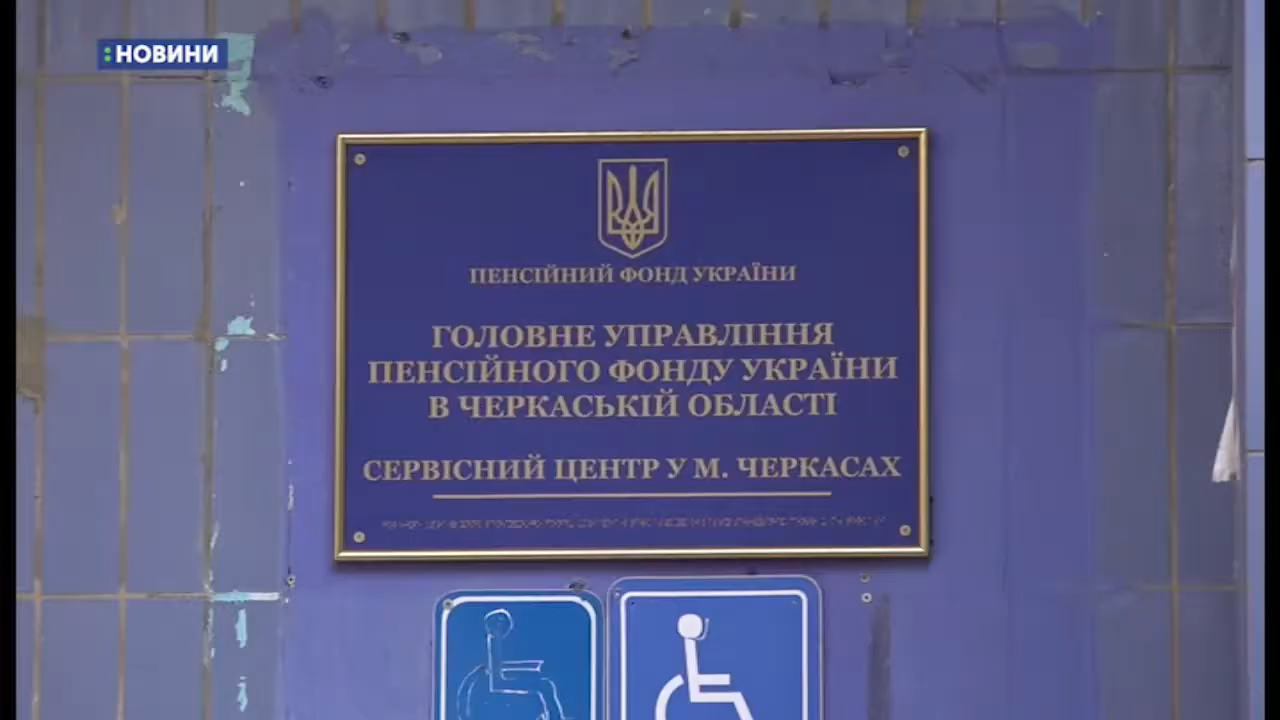 :НОВИНИ
ПЕНСІЙНИЙ ФОНД УКРАЇНИ
ГОЛОВНЕ УПРАВЛІННЯ
ПЕНСІЙНОГО ФОНДУ УКРАЇНИ
В ЧЕРКАСЬКІЙ ОБЛАСТІ
СЕРВІСНИЙ ЦЕНТР У М. ЧЕРКАСАХ